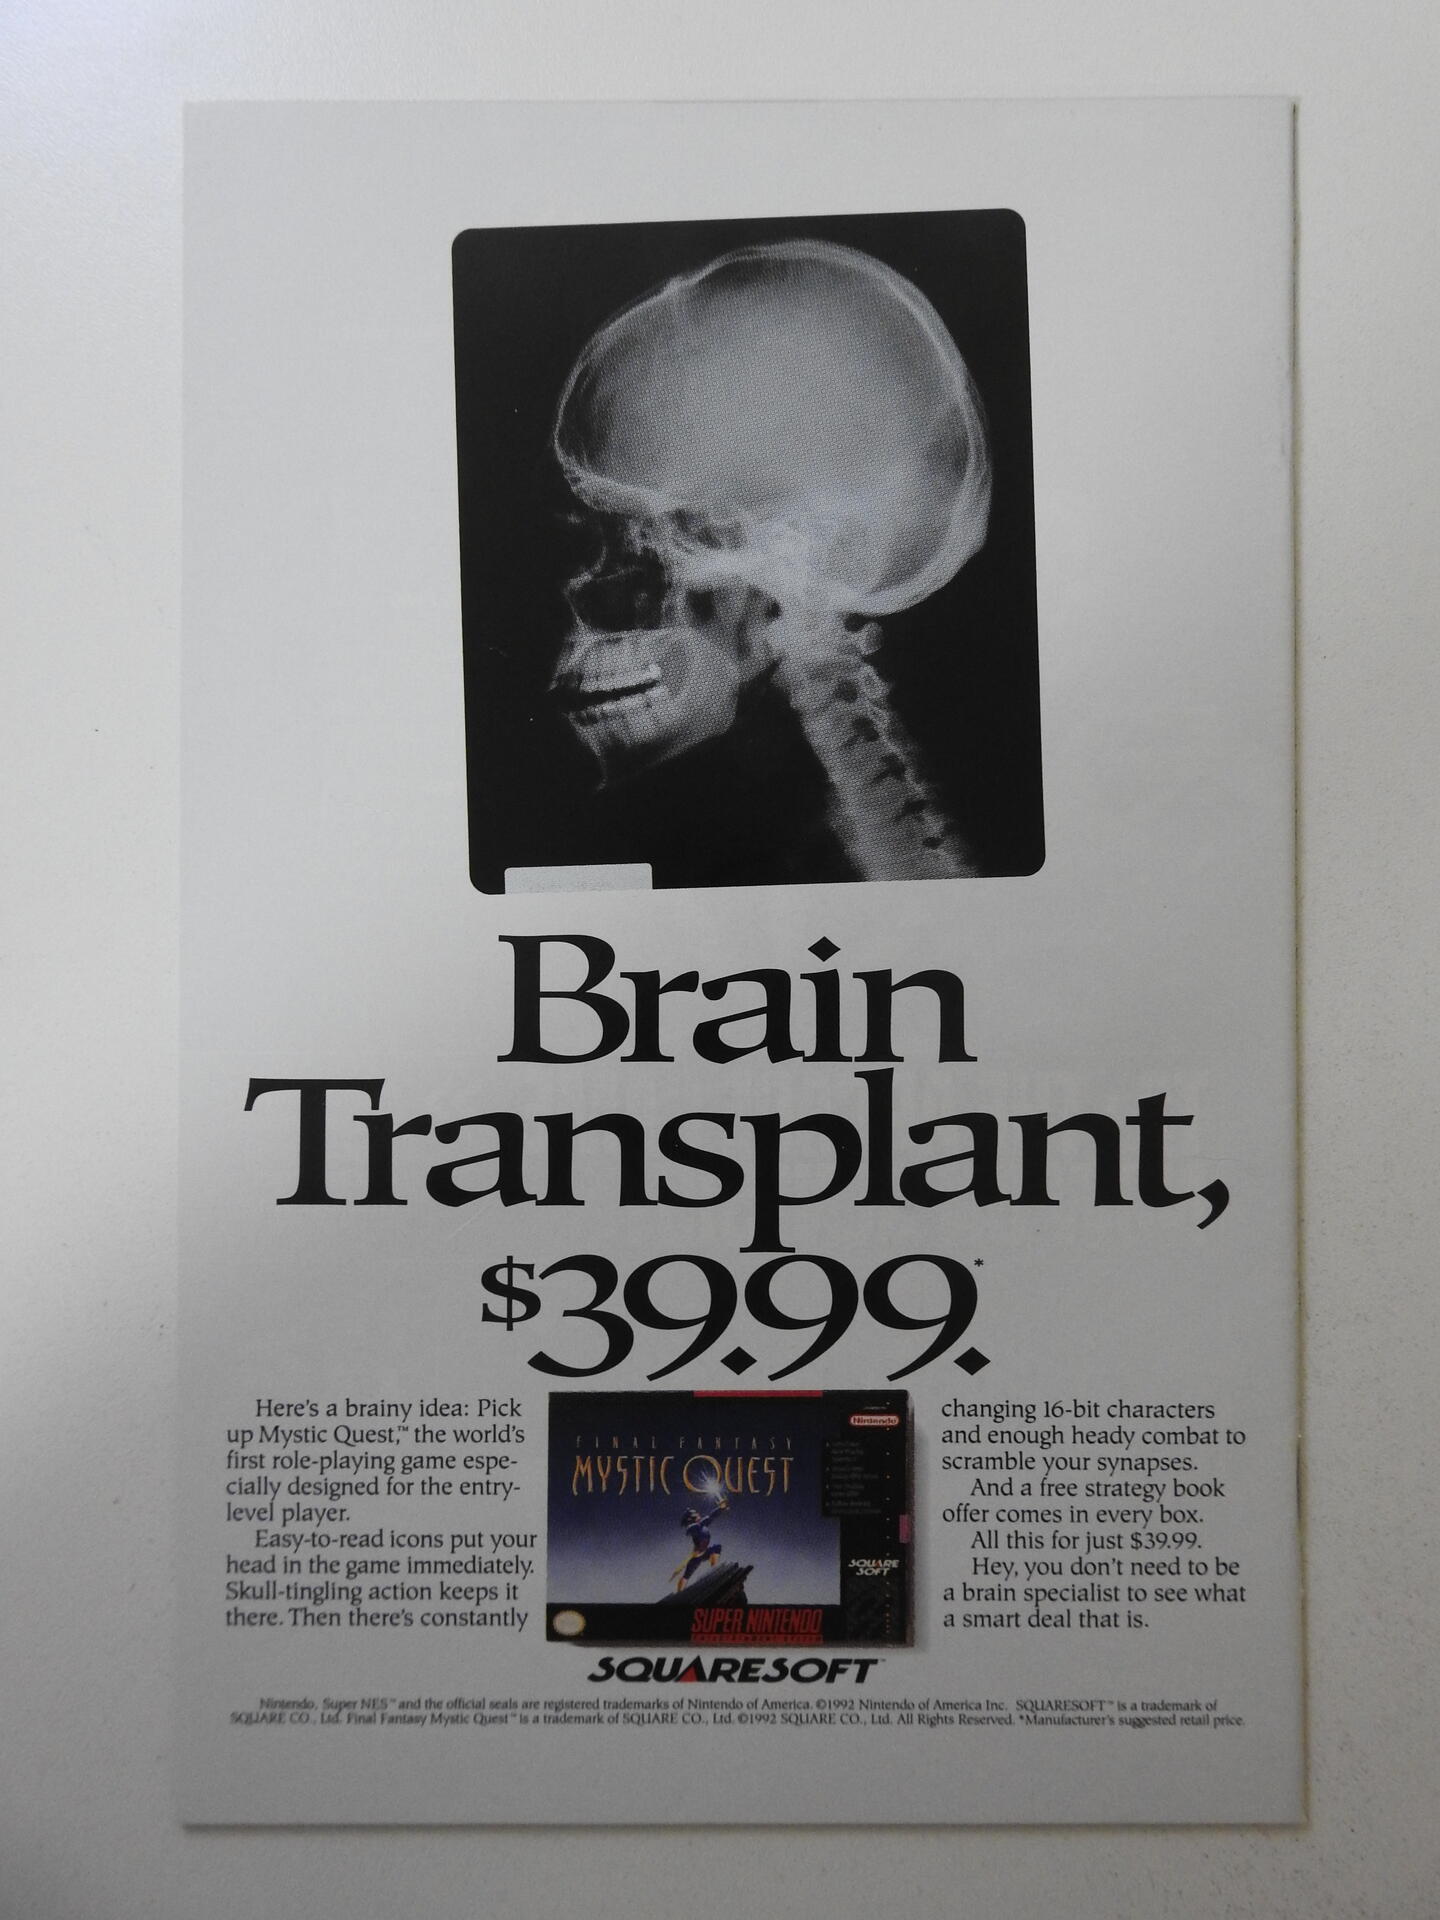 Brain
Transplant,
$39.99.*
Here's a brainy idea: Pick
up Mystic Quest,™ the world's
first role-playing game espe-
cially designed for the entry-
level player.
Easy-to-read icons put your
head in the game immediately.
Skull-tingling action keeps it
there. Then there's constantly
Nintendo
FINAL FANTASY
MYSTIC QUEST
SQUARE
SOFT
SUPER NINTENDO
changing 16-bit characters
and enough heady combat to
scramble your synapses.
And a free strategy book
offer comes in every box.
All this for just $39.99.
Hey, you don't need to be
a brain specialist to see what
a smart deal that is.
SQUARESOFT™
Nintendo, Super NES™ and the official seals are registered trademarks of Nintendo of America. ©1992 Nintendo of America Inc. SQUARESOFT™ is a trademark of
SQUARE CO., Ltd. Final Fantasy Mystic Quest™ is a trademark of SQUARE CO., Ltd. ©1992 SQUARE CO., Ltd. All Rights Reserved. *Manufacturer's suggested retail price.